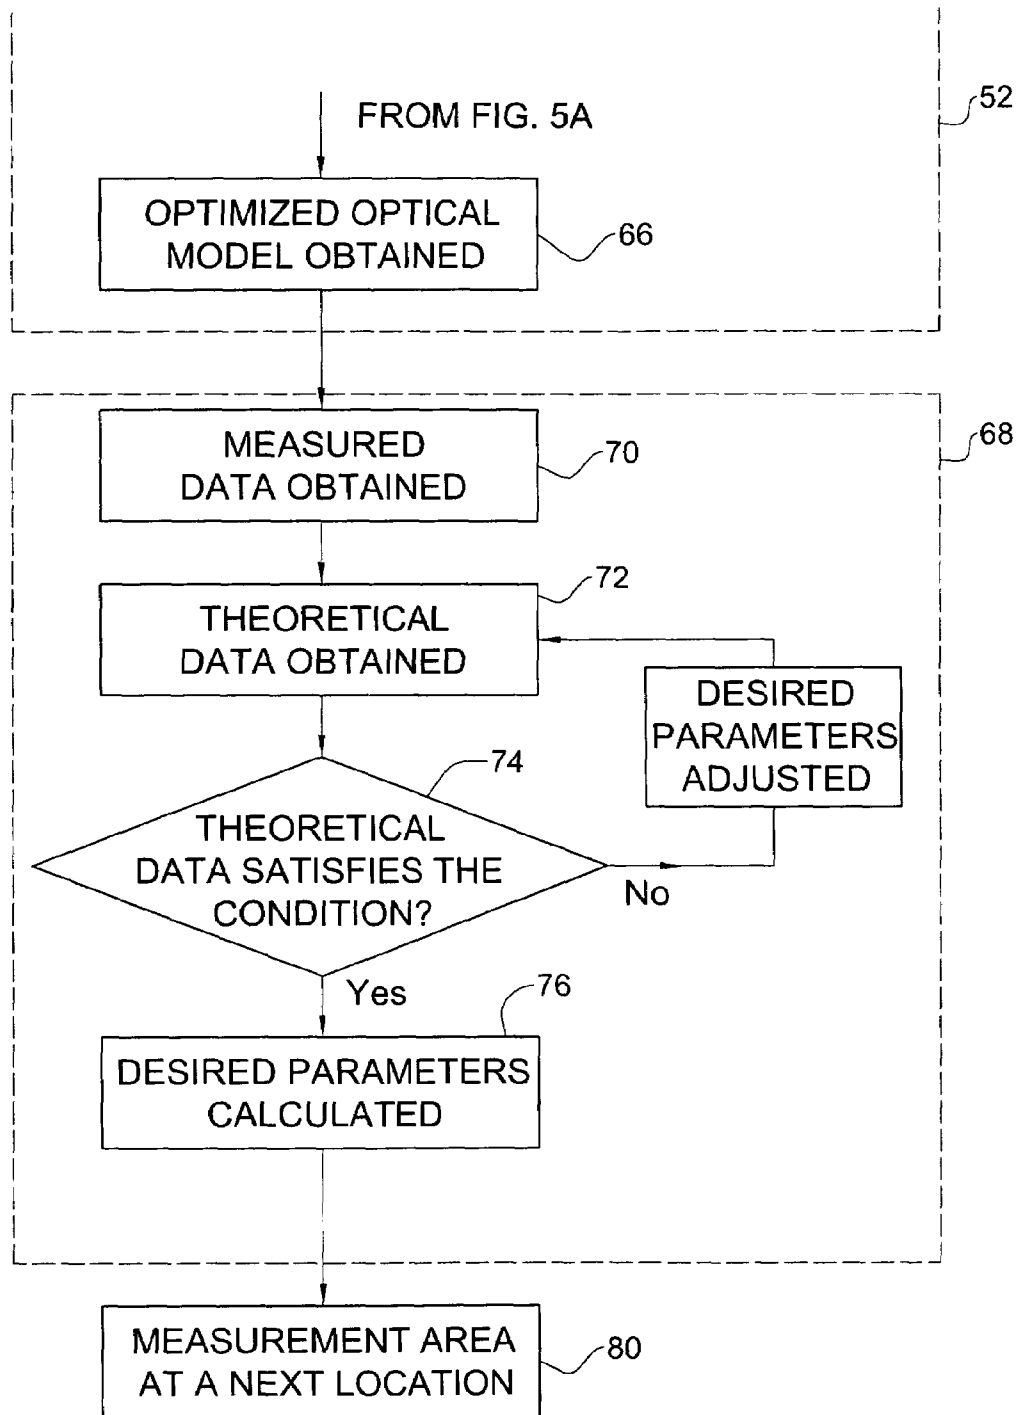 52
FROM FIG. 5A
OPTIMIZED OPTICAL
MODEL OBTAINED
66
68
MEASURED
DATA OBTAINED
70
72
THEORETICAL
DATA OBTAINED
DESIRED
PARAMETERS
ADJUSTED
74
THEORETICAL
DATA SATISFIES THE
CONDITION?
No
Yes
76
DESIRED PARAMETERS
CALCULATED
MEASUREMENT AREA
AT A NEXT LOCATION
80